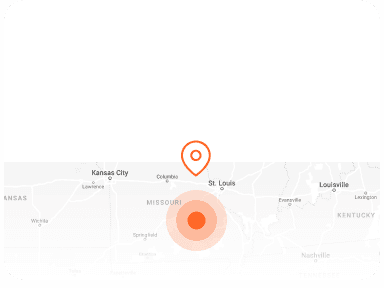 Kansas City
Columbia
St. Louis
Lawrence
Louisville
ANSAS
MISSOURI
Evansville
Lexington
Wichita
KENTUCKY
Springfield
Nashville